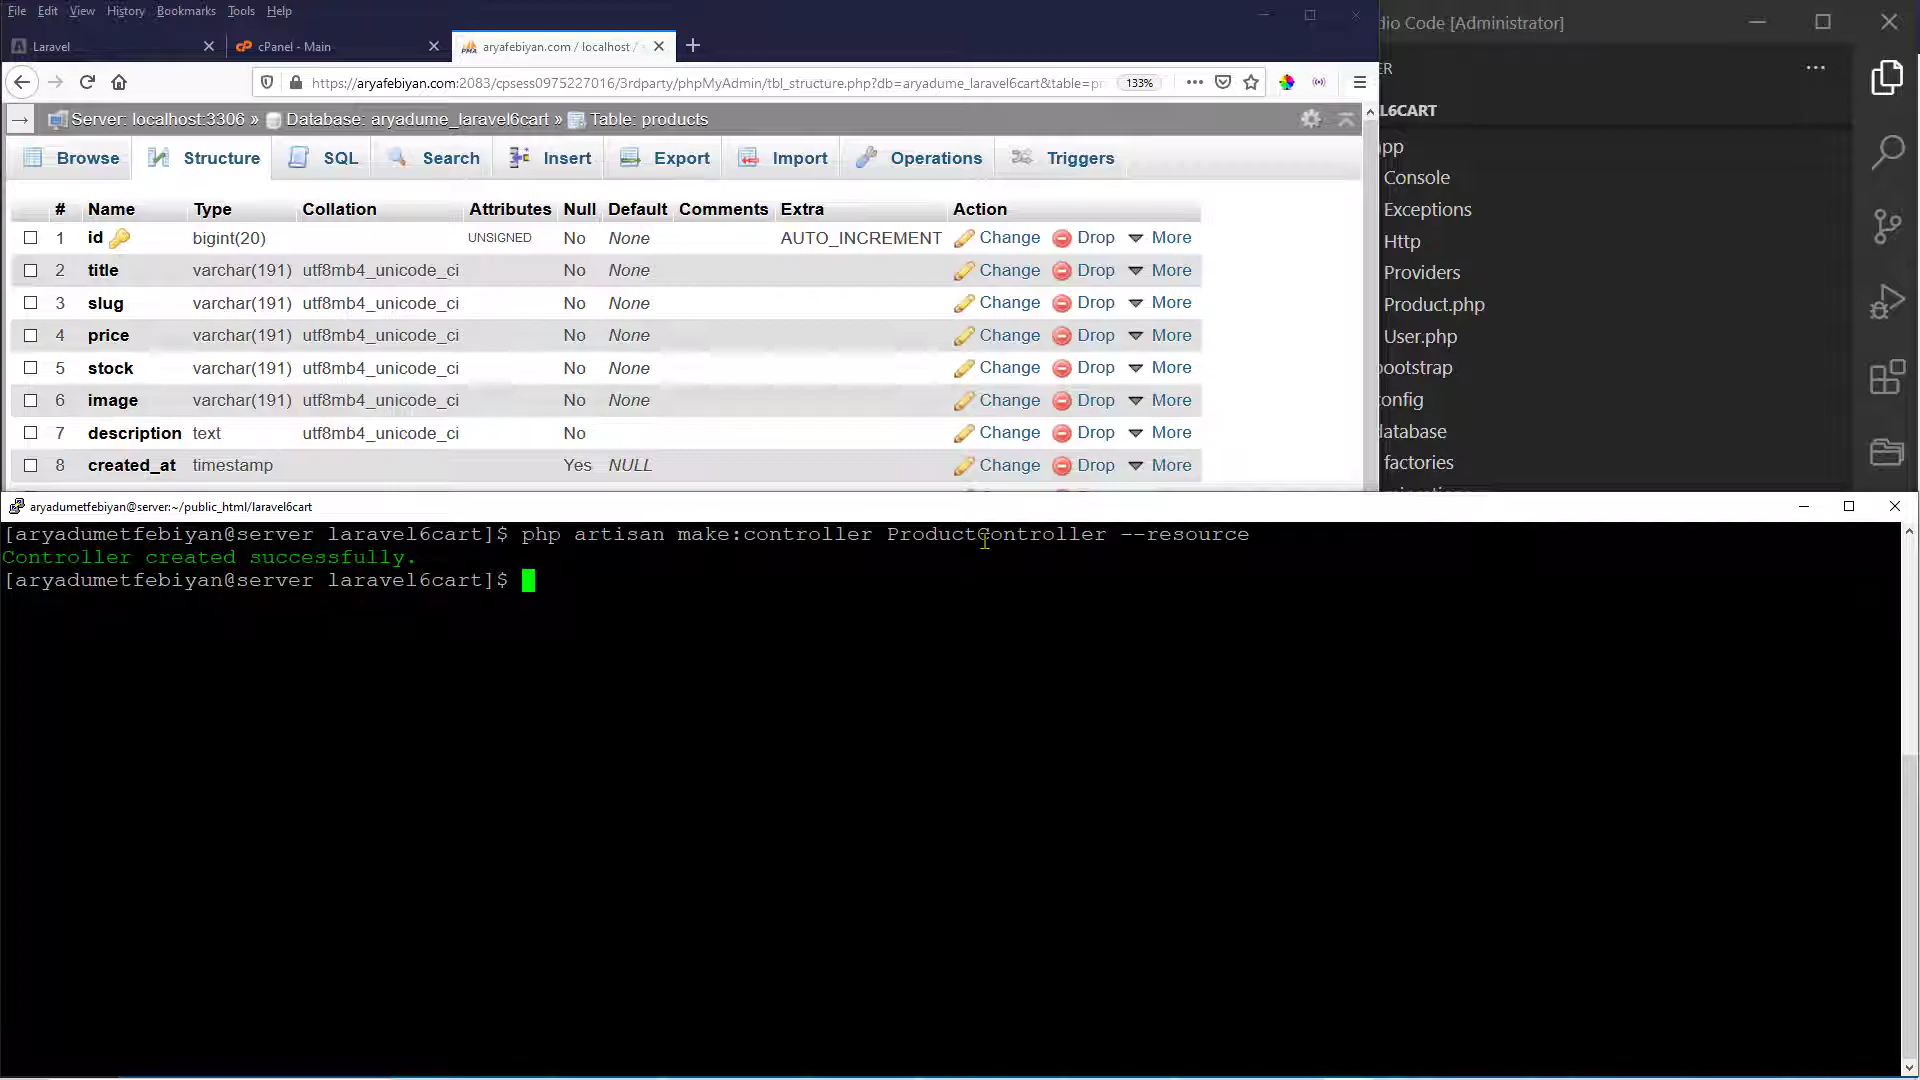 File Edit View History Bookmarks Tools Help
Laravel
cPanel - Main
aryafebiyan.com / localhost /
dio Code [Administrator]
https://aryafebiyan.com:2083/cpsess0975227016/3rdparty/phpMyAdmin/tbl_structure.php?db=aryadume_laravel6cart&table=pr
133%
Server: localhost:3306 » Database: aryadume_laravel6cart » Table: products
Browse Structure SQL Search Insert Export Import Operations Triggers
# Name Type Collation Attributes Null Default Comments Extra Action
1 id bigint(20) UNSIGNED No None AUTO_INCREMENT Change Drop More
2 title varchar(191) utf8mb4_unicode_ci No None Change Drop More
3 slug varchar(191) utf8mb4_unicode_ci No None Change Drop More
4 price varchar(191) utf8mb4_unicode_ci No None Change Drop More
5 stock varchar(191) utf8mb4_unicode_ci No None Change Drop More
6 image varchar(191) utf8mb4_unicode_ci No None Change Drop More
7 description text utf8mb4_unicode_ci No Change Drop More
8 created_at timestamp Yes NULL Change Drop More
ER
L6CART
pp
Console
Exceptions
Http
Providers
Product.php
User.php
bootstrap
config
database
factories
aryadumetfebiyan@server:~/public_html/laravel6cart
[aryadumetfebiyan@server laravel6cart]$ php artisan make:controller ProductController --resource
Controller created successfully.
[aryadumetfebiyan@server laravel6cart]$